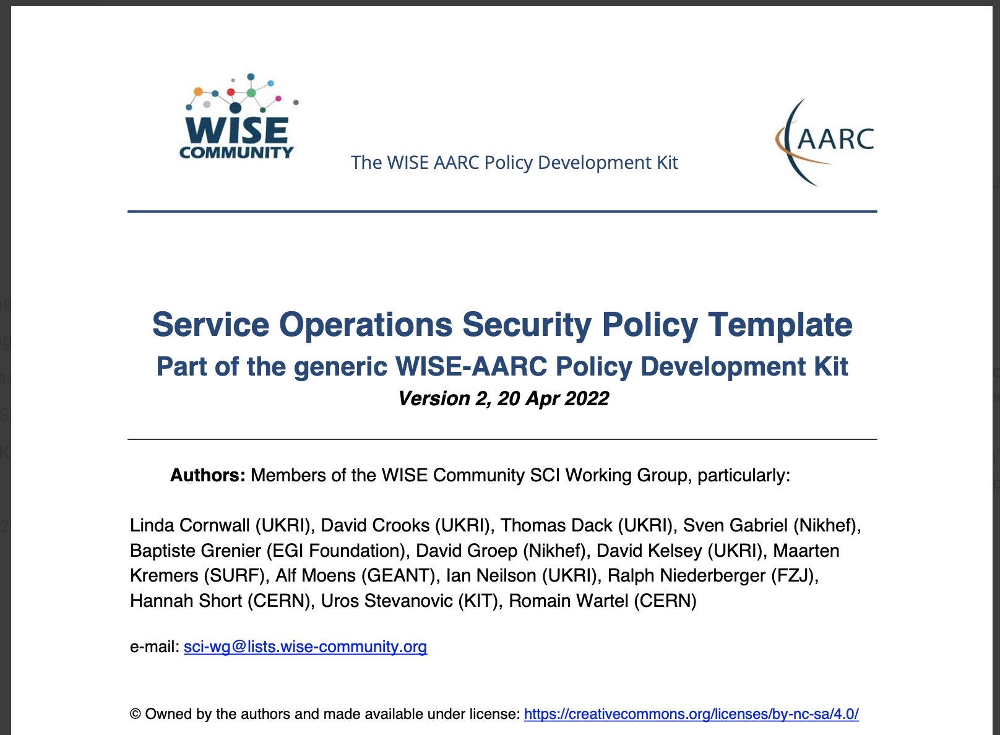 WiSE
COMMUNITY
The WISE AARC Policy Development Kit
AARC
Service Operations Security Policy Template
Part of the generic WISE-AARC Policy Development Kit
Version 2, 20 Apr 2022
Authors: Members of the WISE Community SCI Working Group, particularly:
Linda Cornwall (UKRI), David Crooks (UKRI), Thomas Dack (UKRI), Sven Gabriel (Nikhef),
Baptiste Grenier (EGI Foundation), David Groep (Nikhef), David Kelsey (UKRI), Maarten
Kremers (SURF), Alf Moens (GEANT), Ian Neilson (UKRI), Ralph Niederberger (FZJ),
Hannah Short (CERN), Uros Stevanovic (KIT), Romain Wartel (CERN)
e-mail: sci-wg@lists.wise-community.org
© Owned by the authors and made available under license: https://creativecommons.org/licenses/by-nc-sa/4.0/